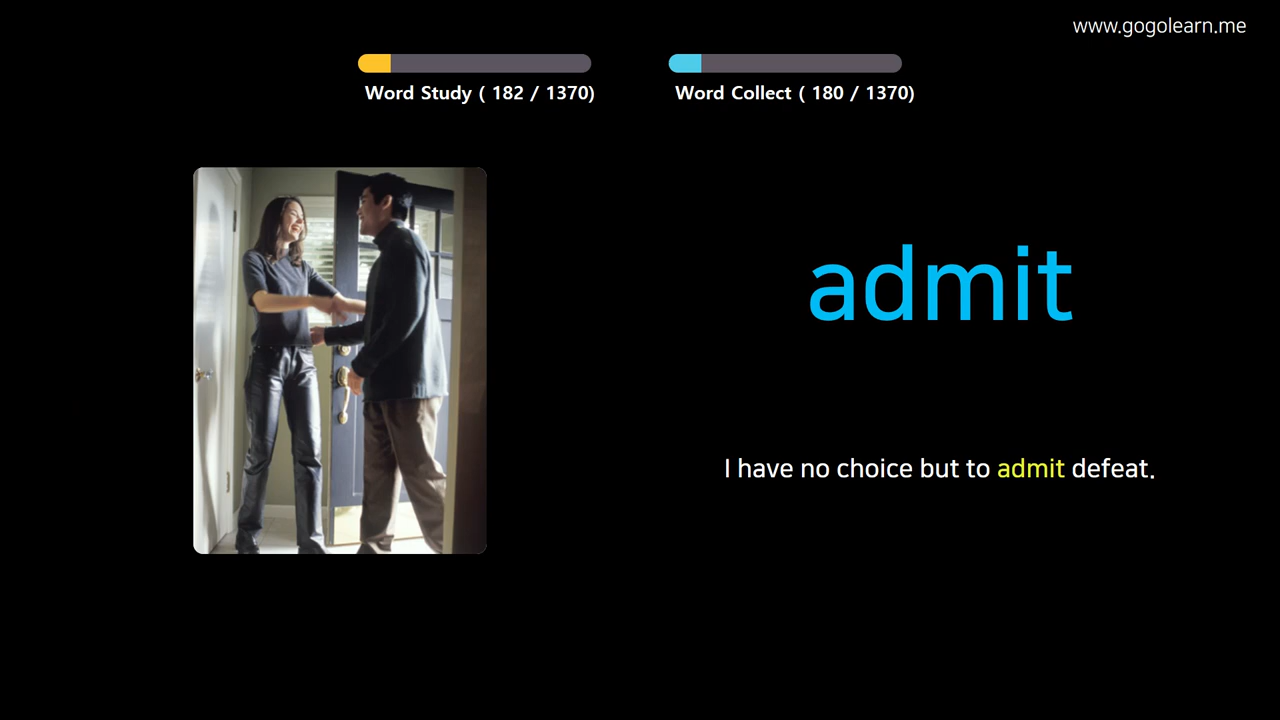 www.gogolearn.me
Word Study ( 182 / 1370)
Word Collect ( 180 / 1370)
admit
I have no choice but to admit defeat.